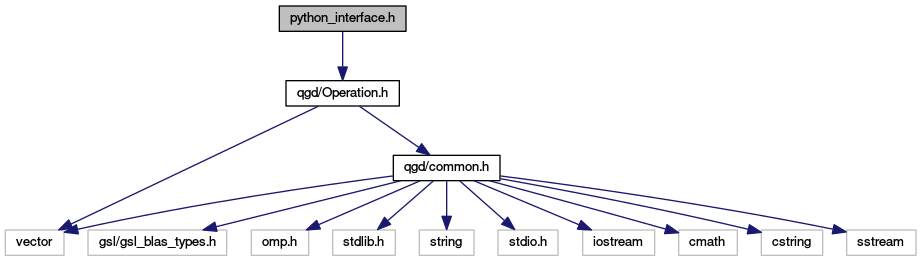 python_interface.h
qgd/Operation.h
qgd/common.h
vector
gsl/gsl_blas_types.h
omp.h
stdlib.h
string
stdio.h
iostream
cmath
cstring
sstream